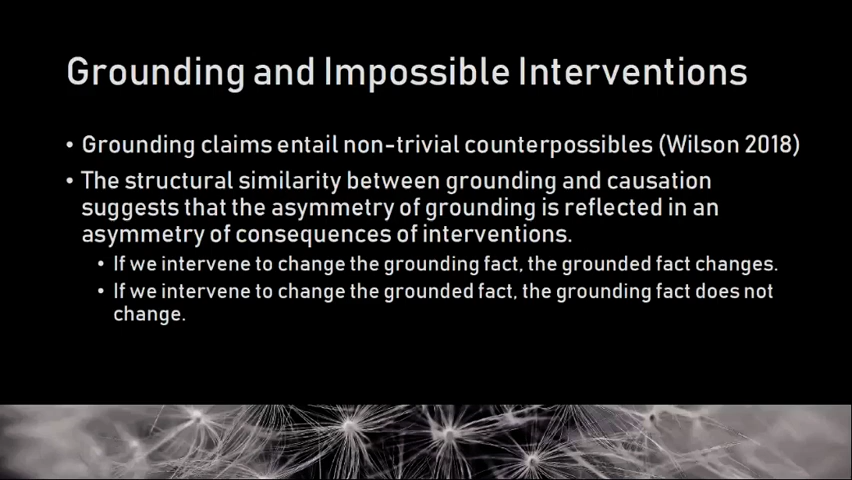 Grounding and Impossible Interventions
• Grounding claims entail non-trivial counterpossibles (Wilson 2018)
• The structural similarity between grounding and causation
suggests that the asymmetry of grounding is reflected in an
asymmetry of consequences of interventions.
• If we intervene to change the grounding fact, the grounded fact changes.
• If we intervene to change the grounded fact, the grounding fact does not
change.